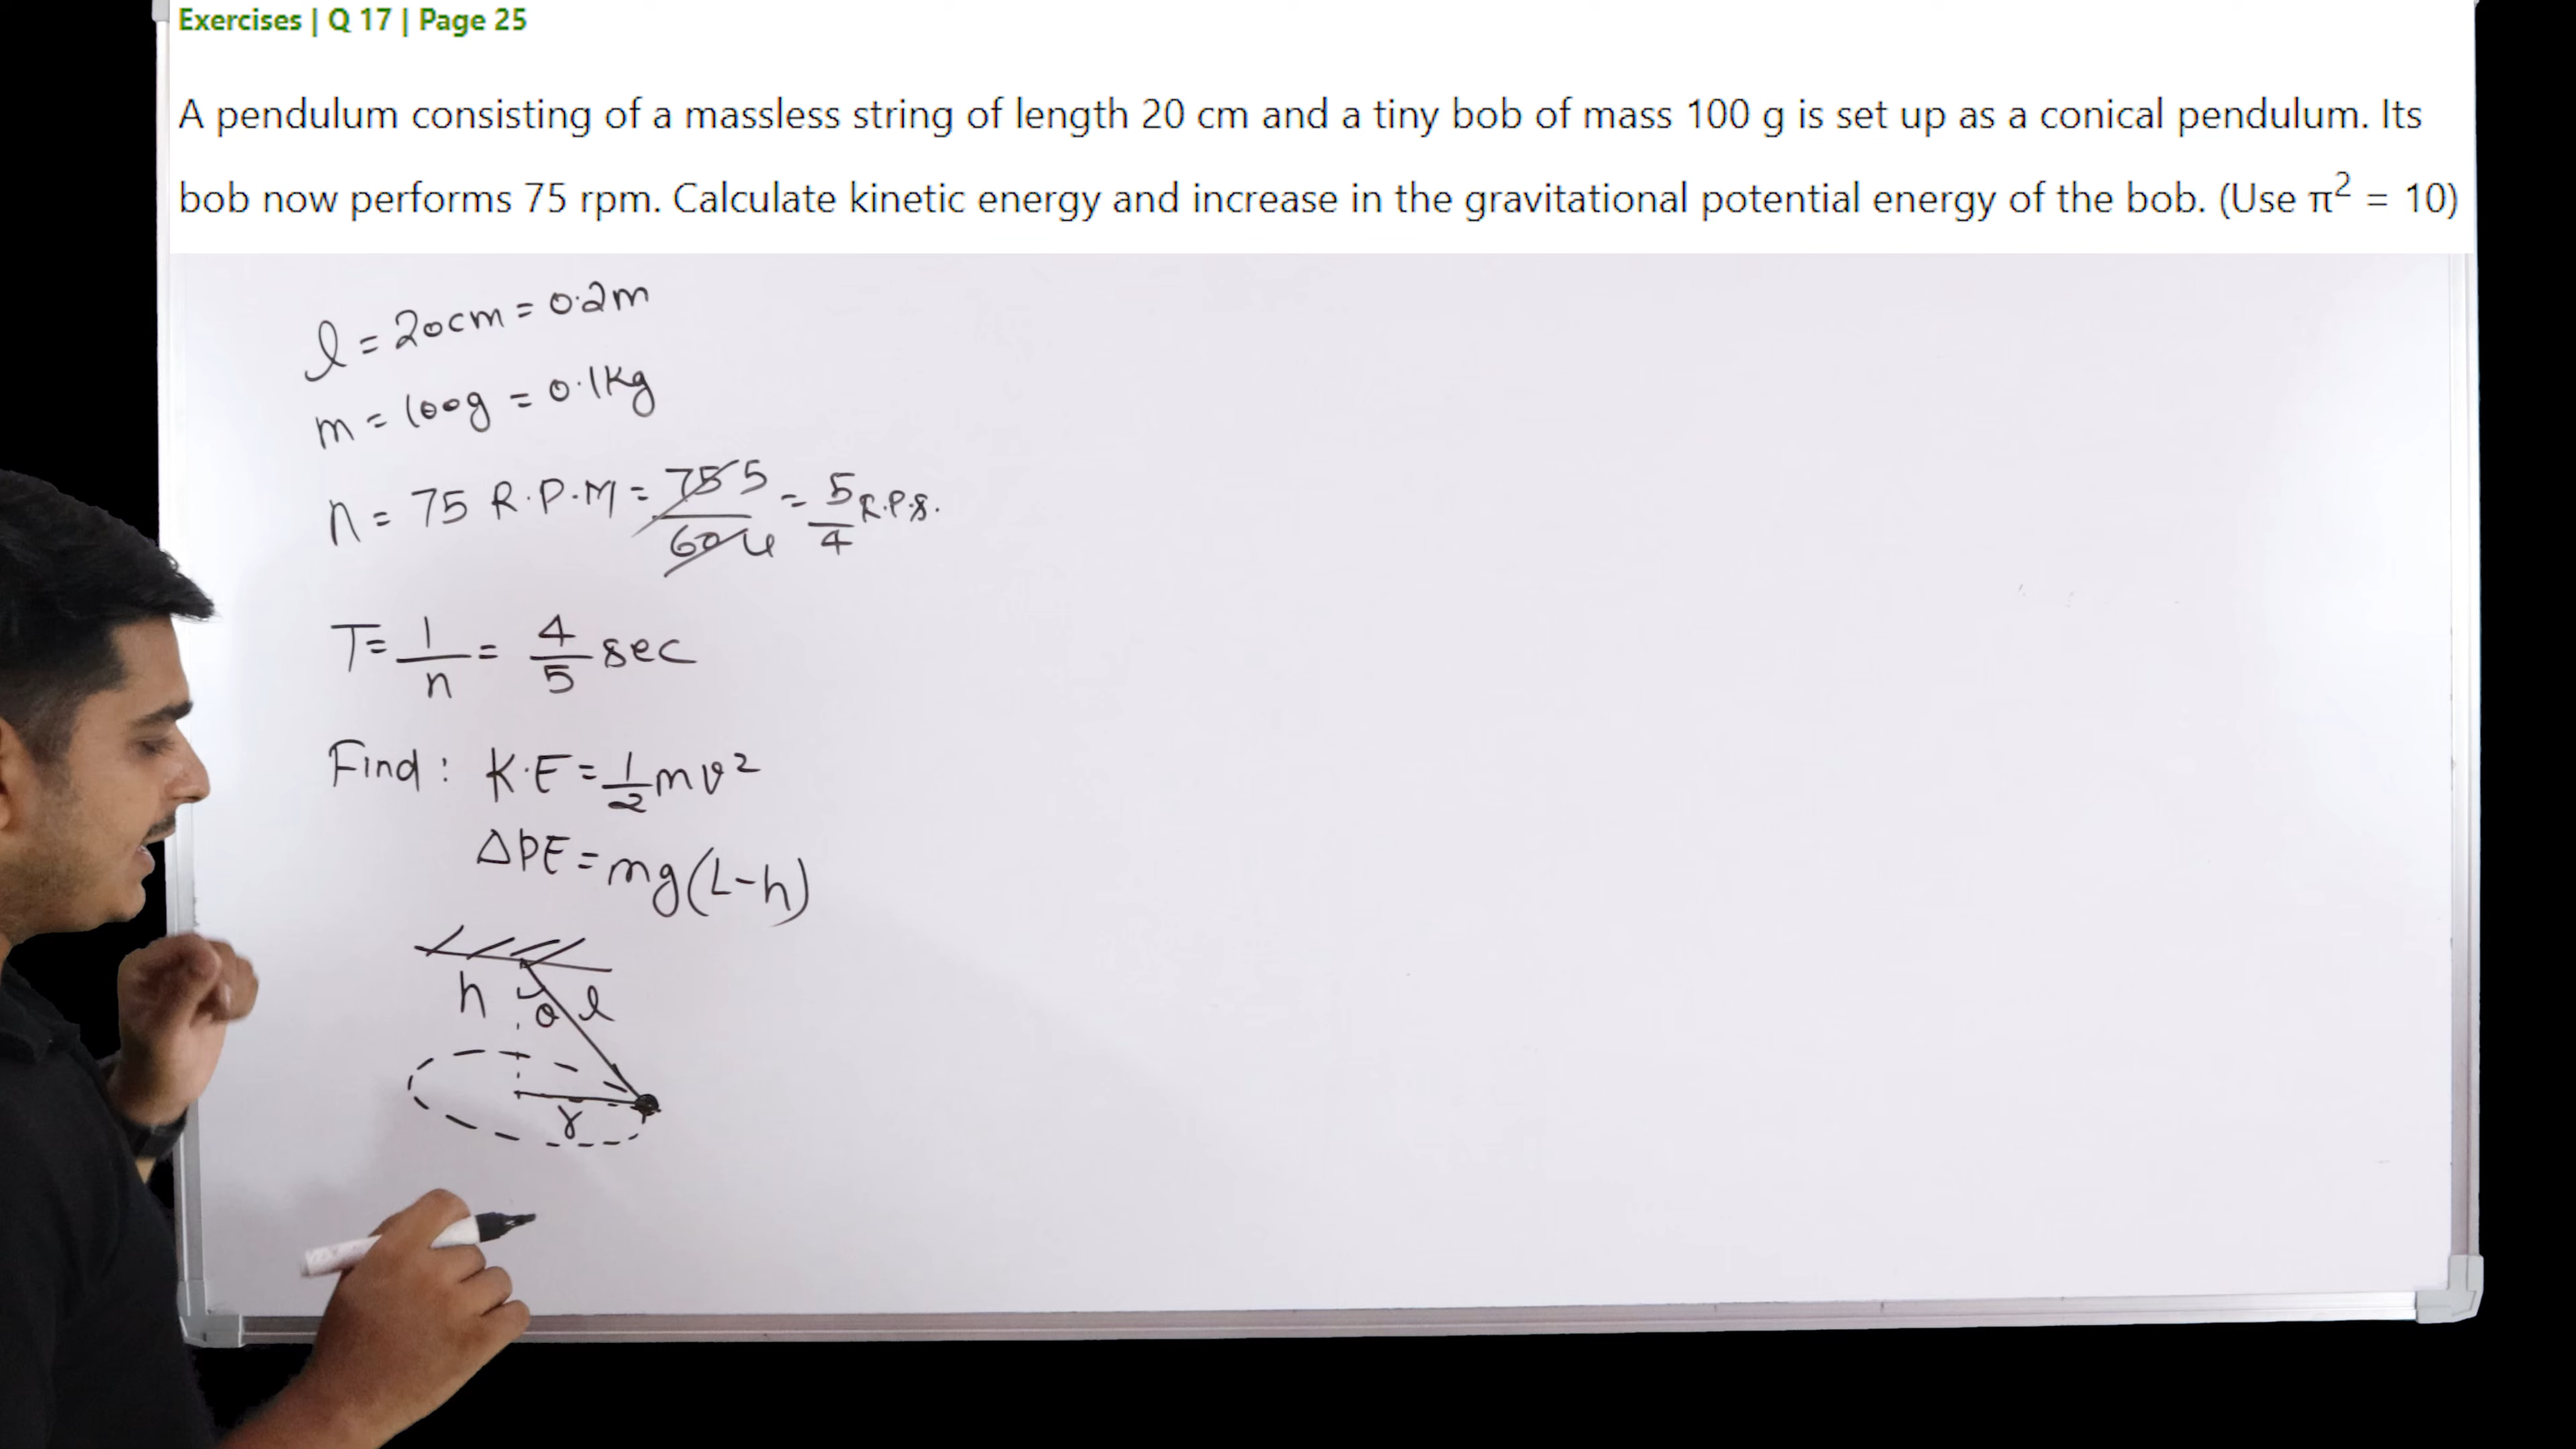 Exercises | Q 17 | Page 25
A pendulum consisting of a massless string of length 20 cm and a tiny bob of mass 100 g is set up as a conical pendulum. Its
bob now performs 75 rpm. Calculate kinetic energy and increase in the gravitational potential energy of the bob. (Use π² = 10)
l = 20cm = 0.2m
m = 100g = 0.1Kg
n = 75 R.P.M = 75 5 / 60 4 = 5/4 R.P.S.
T = 1/n = 4/5 sec
Find : K.E = 1/2 mv²
ΔPE = mg(L-h)
h θ l
r